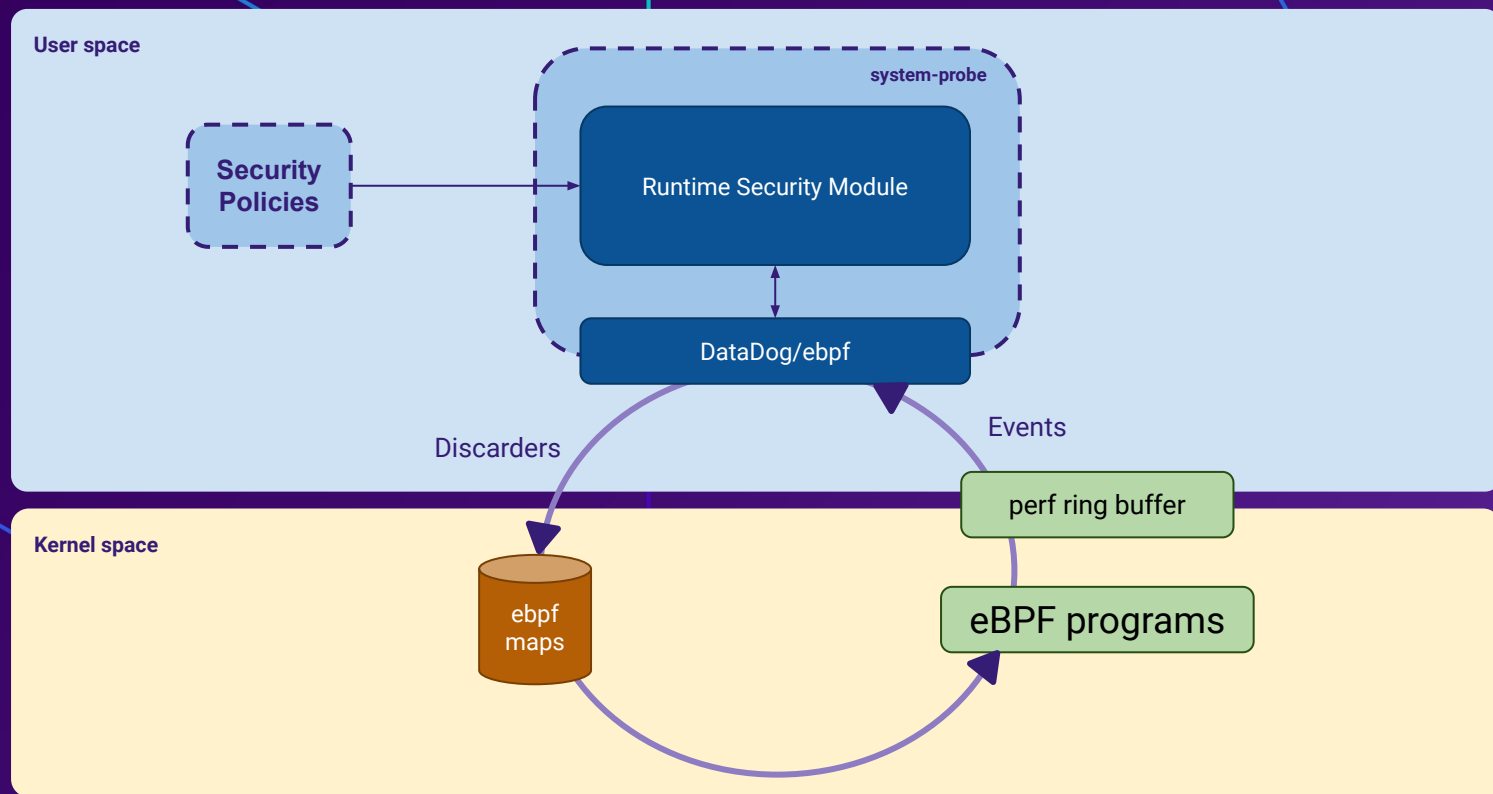 User space
system-probe
Security
Policies
Runtime Security Module
DataDog/ebpf
Discarders
Events
perf ring buffer
Kernel space
ebpf
maps
eBPF programs